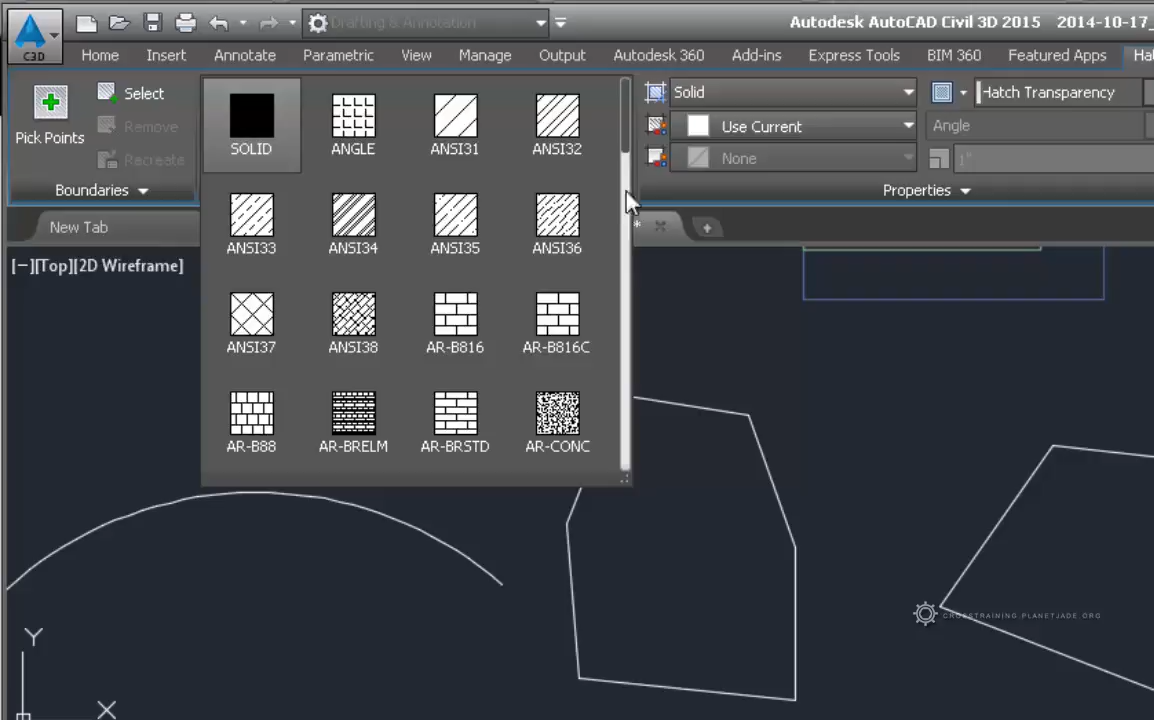 Drafting & Annotation
Autodesk AutoCAD Civil 3D 2015 2014-10-17_
C3D
Home Insert Annotate Parametric View Manage Output Autodesk 360 Add-ins Express Tools BIM 360 Featured Apps
Pick Points
Select
Remove
Recreate
Boundaries
SOLID ANGLE ANSI31 ANSI32
ANSI33 ANSI34 ANSI35 ANSI36
ANSI37 ANSI38 AR-B816 AR-B816C
AR-B88 AR-BRELM AR-BRSTD AR-CONC
Solid
Hatch Transparency
Use Current
Angle
None
1"
Properties
New Tab
*
[−][Top][2D Wireframe]
CROSSTRAINING.PLANETJADE.ORG
Y
X